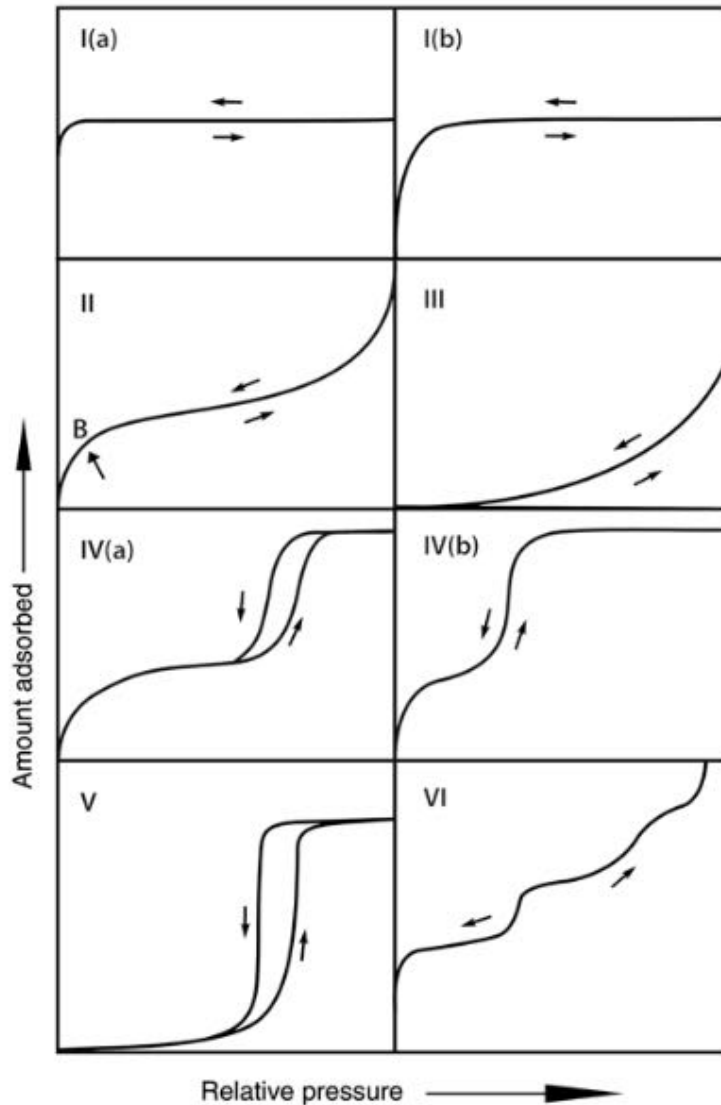 I(a)
I(b)
II
III
B
IV(a)
IV(b)
V
VI
Amount adsorbed
Relative pressure